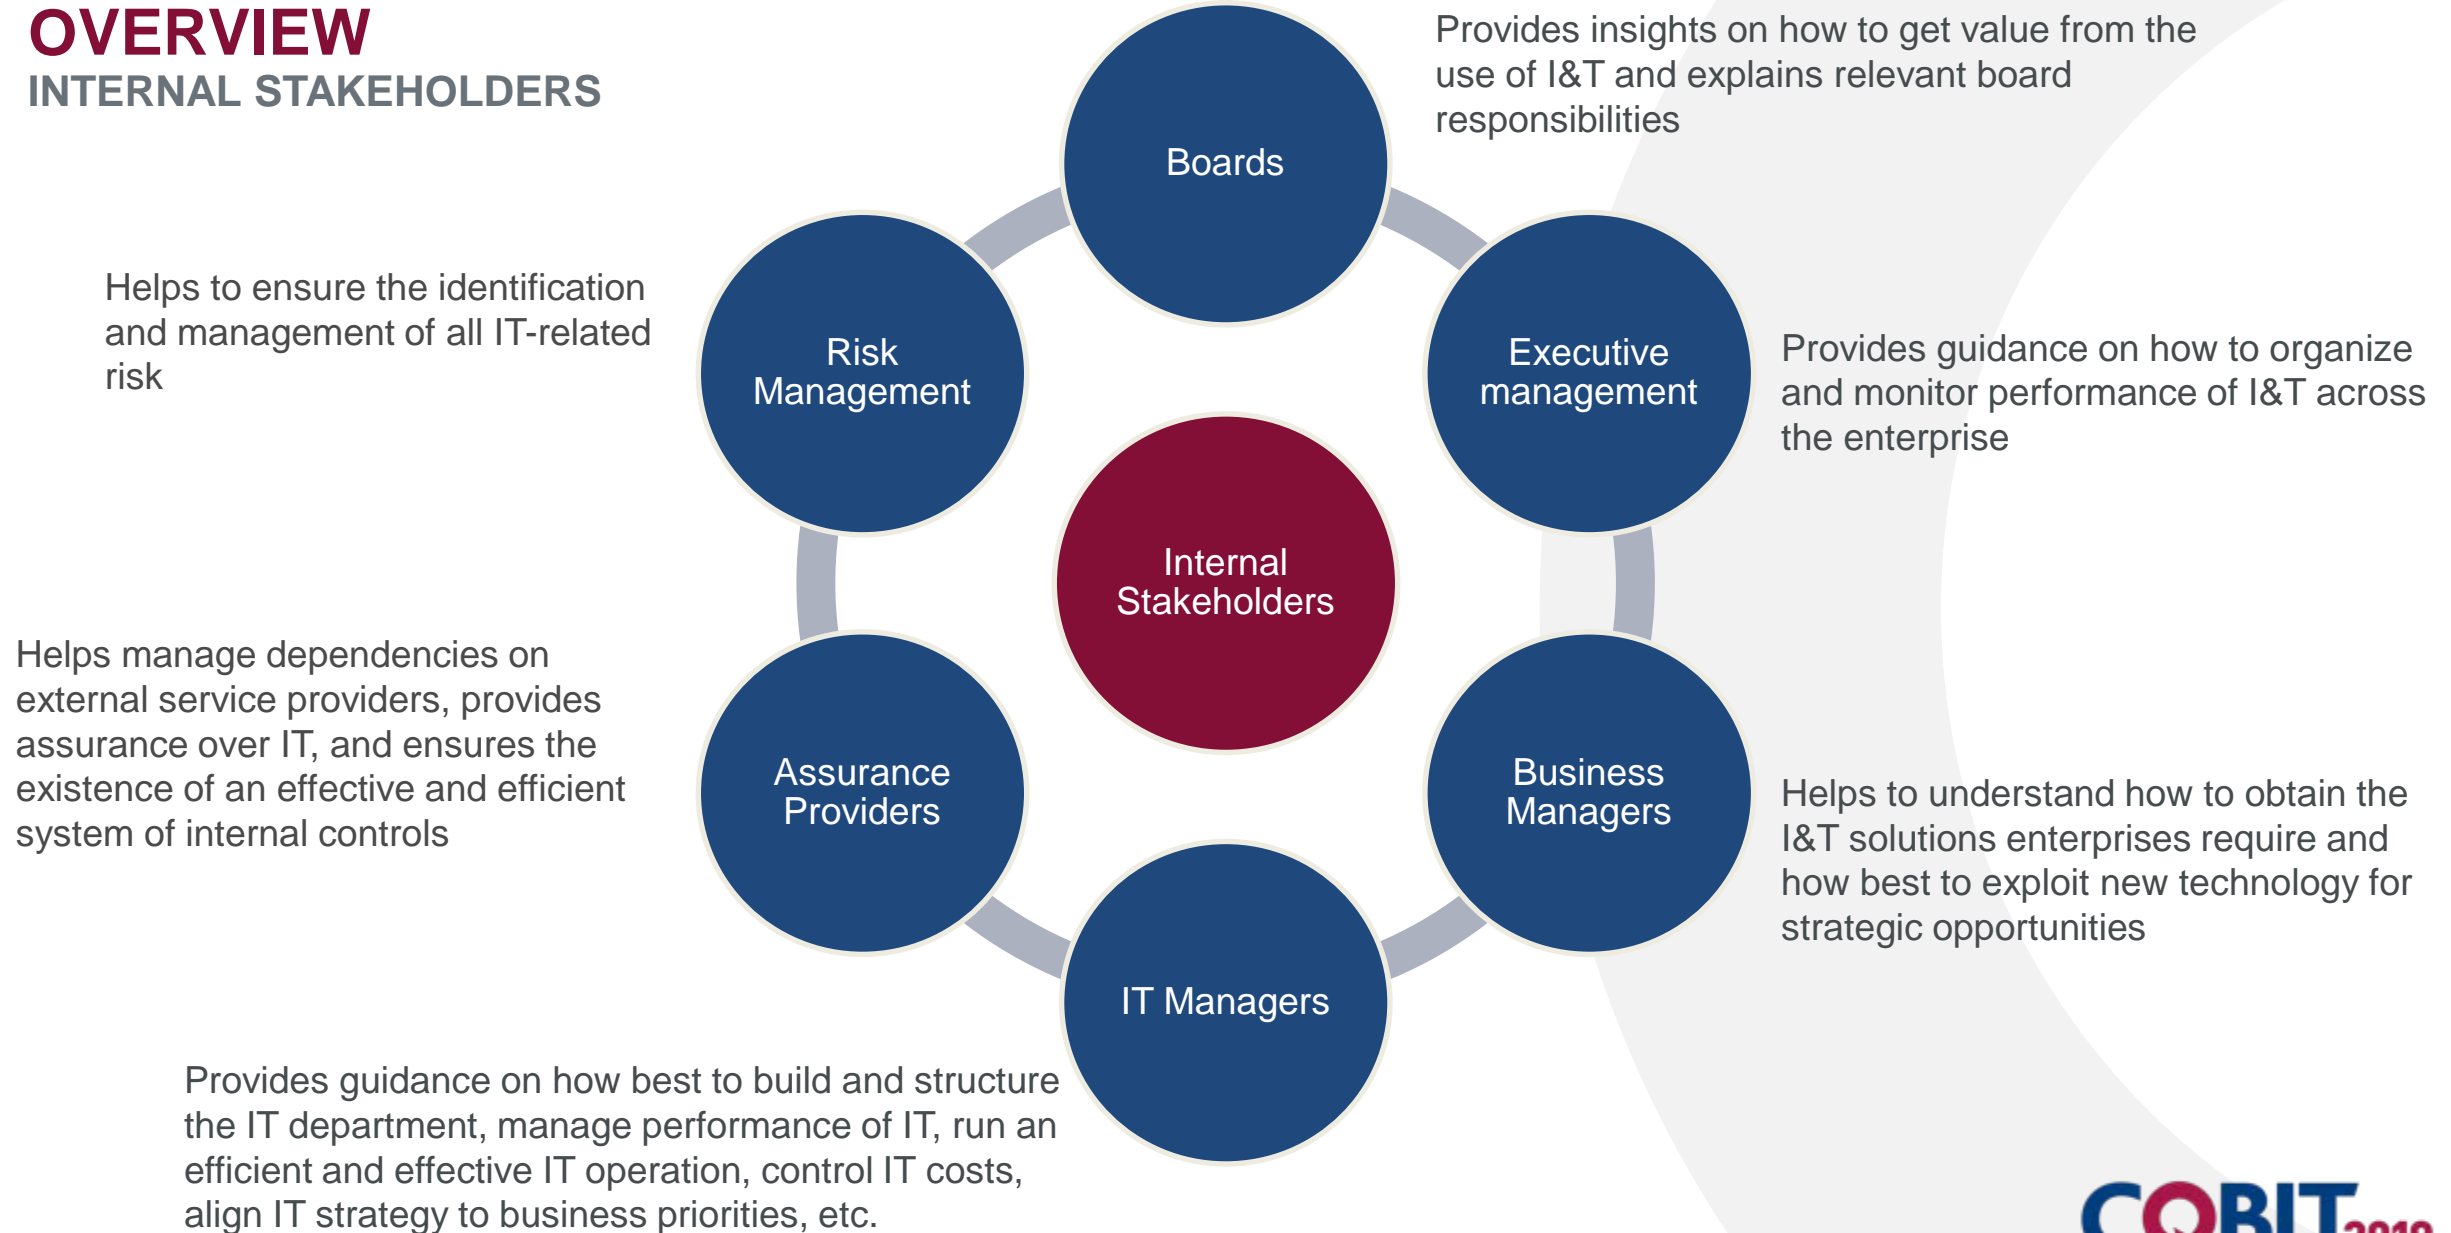 OVERVIEW
INTERNAL STAKEHOLDERS
Boards
Provides insights on how to get value from the
use of I&T and explains relevant board
responsibilities
Executive
management
Provides guidance on how to organize
and monitor performance of I&T across
the enterprise
Business
Managers
Helps to understand how to obtain the
I&T solutions enterprises require and
how best to exploit new technology for
strategic opportunities
IT Managers
Provides guidance on how best to build and structure
the IT department, manage performance of IT, run an
efficient and effective IT operation, control IT costs,
align IT strategy to business priorities, etc.
Assurance
Providers
Helps manage dependencies on
external service providers, provides
assurance over IT, and ensures the
existence of an effective and efficient
system of internal controls
Risk
Management
Helps to ensure the identification
and management of all IT-related
risk
Internal
Stakeholders
COBIT